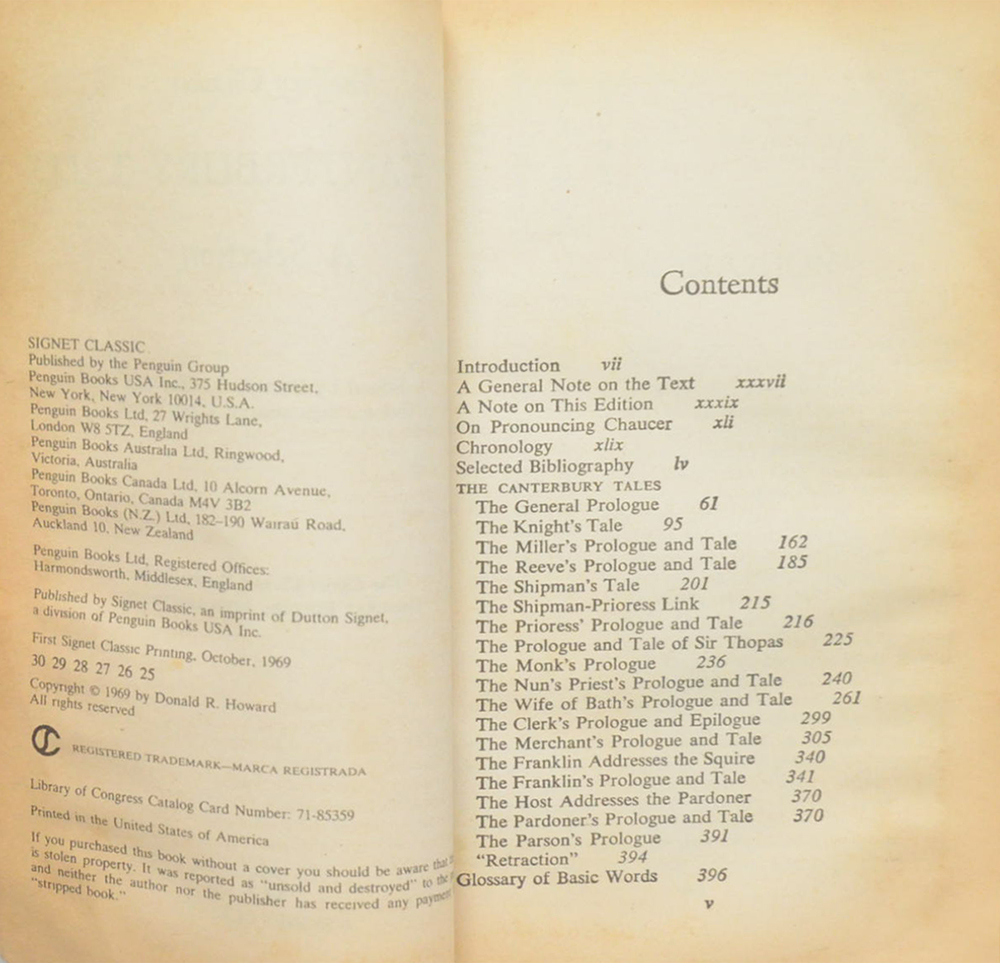 SIGNET CLASSIC
Published by the Penguin Group
Penguin Books USA Inc., 375 Hudson Street,
New York, New York 10014, U.S.A.
Penguin Books Ltd, 27 Wrights Lane,
London W8 5TZ, England
Penguin Books Australia Ltd, Ringwood,
Victoria, Australia
Penguin Books Canada Ltd, 10 Alcorn Avenue,
Toronto, Ontario, Canada M4V 3B2
Penguin Books (N.Z.) Ltd, 182-190 Wairau Road,
Auckland 10, New Zealand
Penguin Books Ltd, Registered Offices:
Harmondsworth, Middlesex, England
Published by Signet Classic, an imprint of Dutton Signet,
a division of Penguin Books USA Inc.
First Signet Classic Printing, October, 1969
30 29 28 27 26 25
Copyright © 1969 by Donald R. Howard
All rights reserved
REGISTERED TRADEMARK—MARCA REGISTRADA
Library of Congress Catalog Card Number: 71-85359
Printed in the United States of America
If you purchased this book without a cover you should be aware that
is stolen property. It was reported as "unsold and destroyed" to the
and neither the author nor the publisher has received any payment
"stripped book."
Contents
Introduction vii
A General Note on the Text xxxvii
A Note on This Edition xxxix
On Pronouncing Chaucer xli
Chronology xlix
Selected Bibliography lv
THE CANTERBURY TALES
The General Prologue 61
The Knight's Tale 95
The Miller's Prologue and Tale 162
The Reeve's Prologue and Tale 185
The Shipman's Tale 201
The Shipman-Prioress Link 215
The Prioress' Prologue and Tale 216
The Prologue and Tale of Sir Thopas 225
The Monk's Prologue 236
The Nun's Priest's Prologue and Tale 240
The Wife of Bath's Prologue and Tale 261
The Clerk's Prologue and Epilogue 299
The Merchant's Prologue and Tale 305
The Franklin Addresses the Squire 340
The Franklin's Prologue and Tale 341
The Host Addresses the Pardoner 370
The Pardoner's Prologue and Tale 370
The Parson's Prologue 391
"Retraction" 394
Glossary of Basic Words 396
v